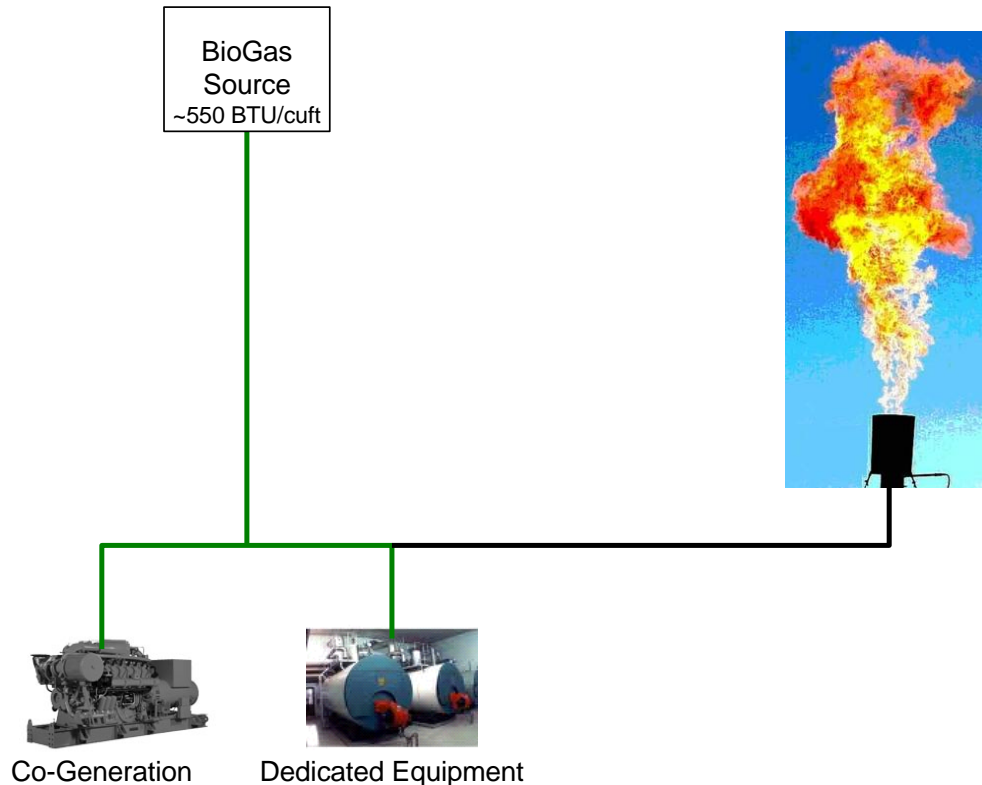 BioGas
Source
~550 BTU/cuft
Co-Generation
Dedicated Equipment